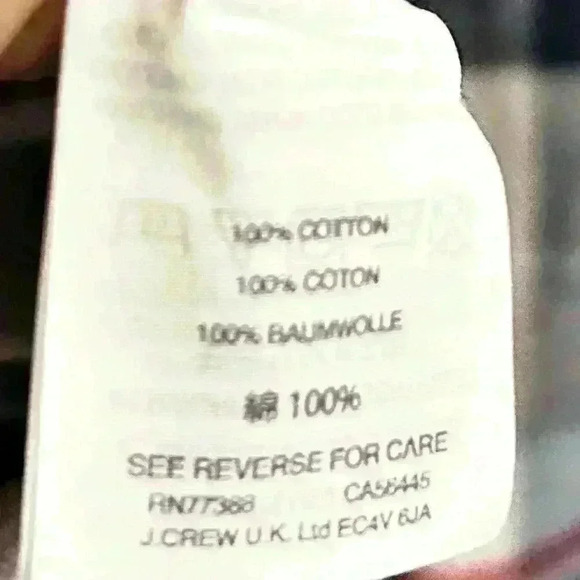 100% COTTON
100% COTON
100% BAUMWOLLE
綿 100%
SEE REVERSE FOR CARE
RN77388 CA56445
J.CREW U.K. Ltd EC4V 6JA